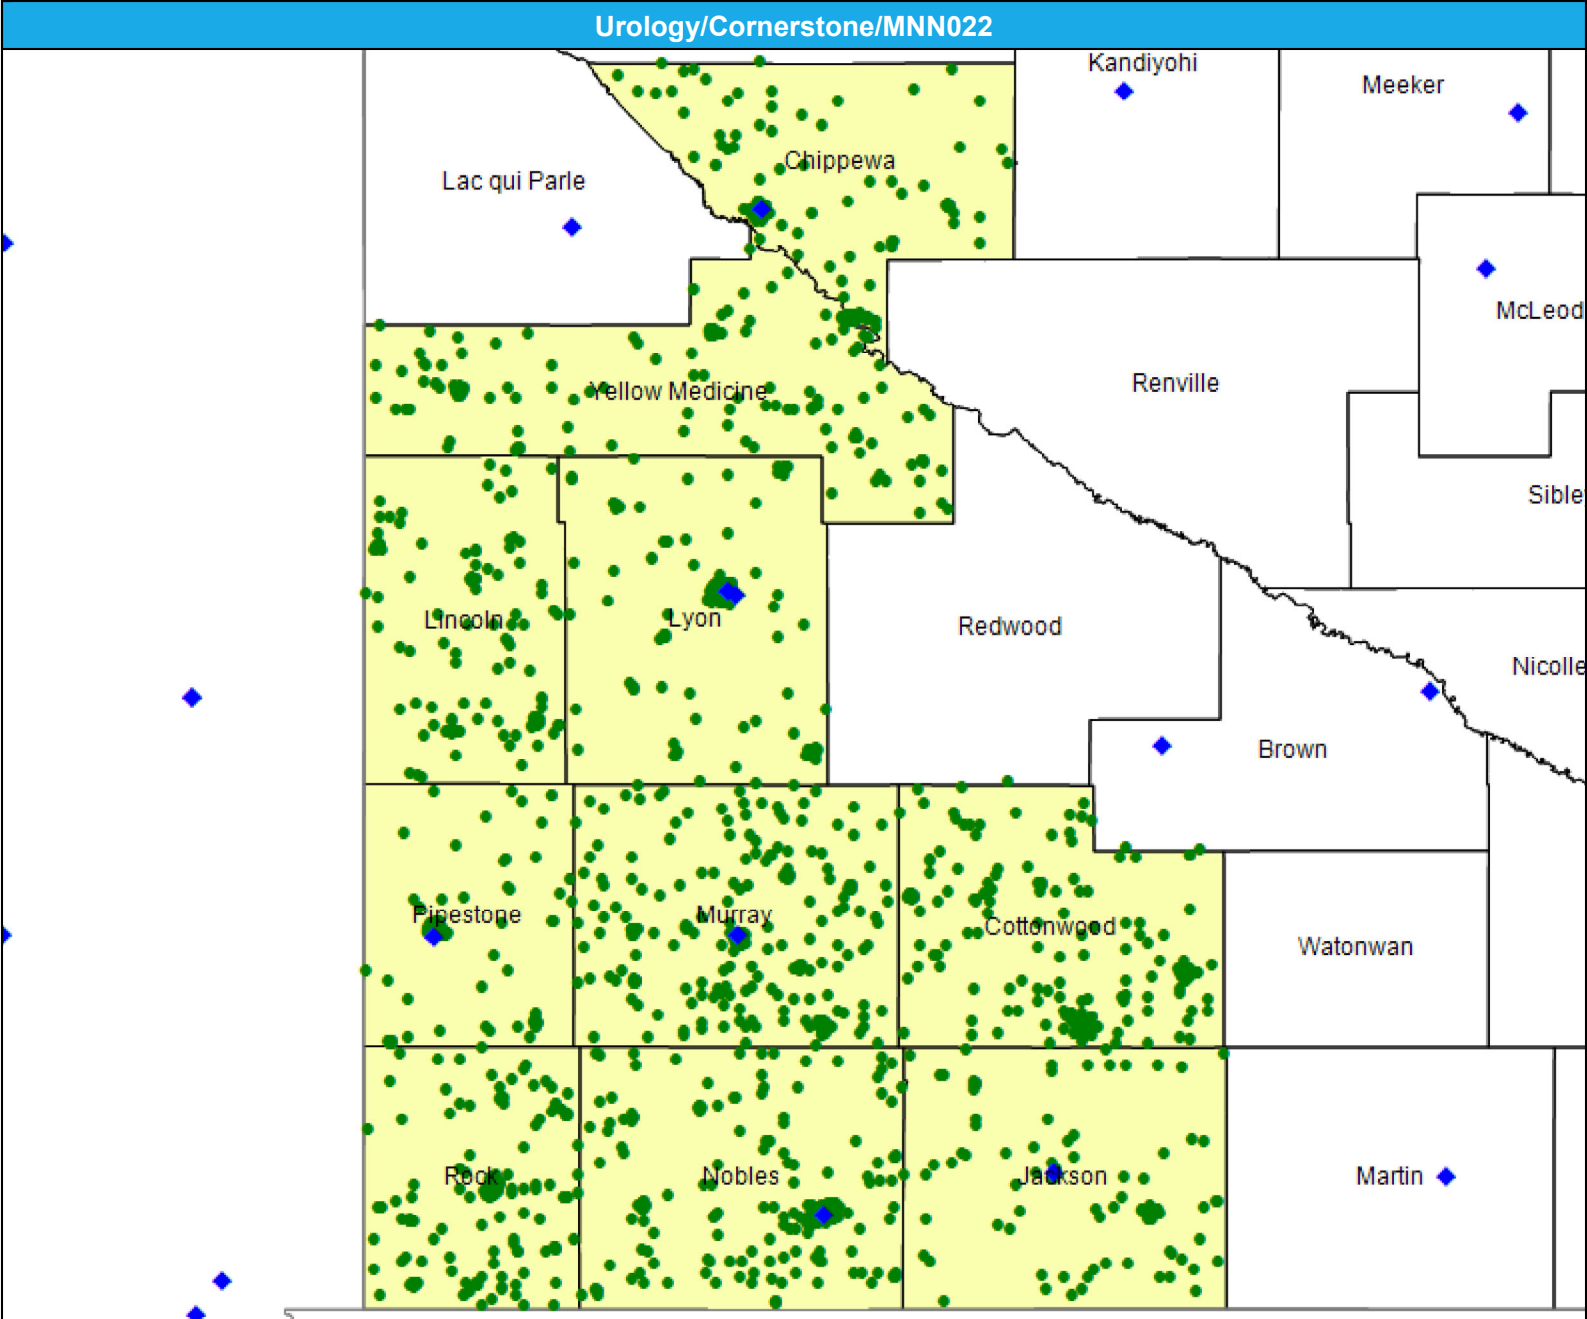 Urology/Cornerstone/MNN022
Kandiyohi
Meeker
Chippewa
Lac qui Parle
McLeod
Renville
Yellow Medicine
Sible
Lincoln
Lyon
Redwood
Nicolle
Brown
Pipestone
Murray
Cottonwood
Watonwan
Rock
Nobles
Jackson
Martin